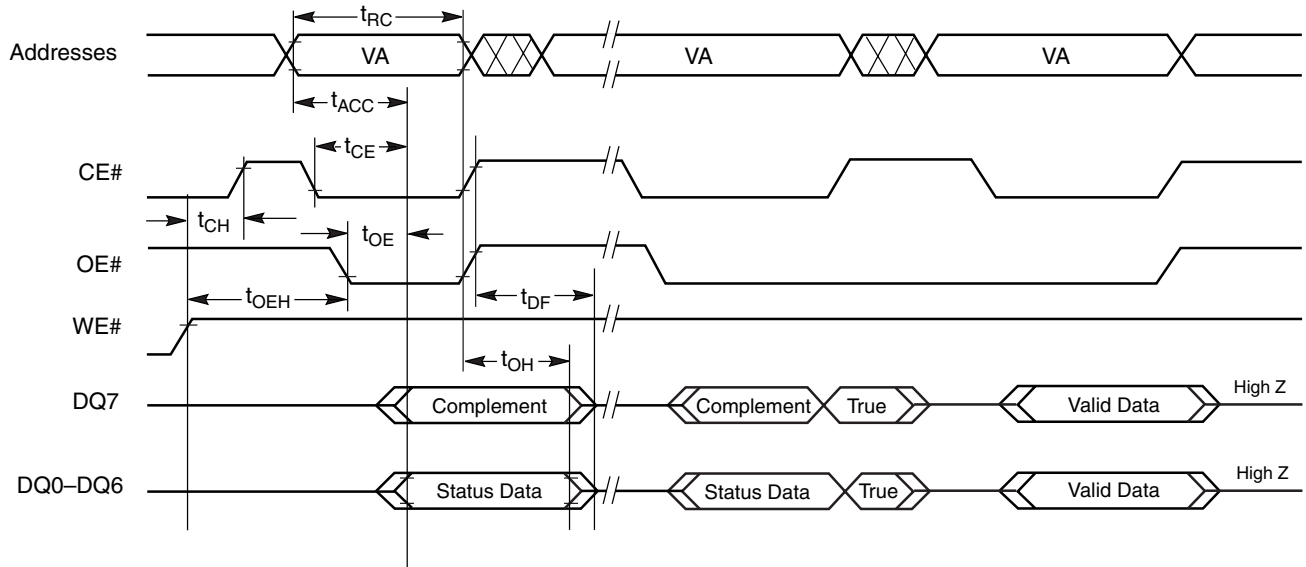 tRC
Addresses VA VA VA
tACC
tCE
CE#
tCH tOE
OE#
tOEH tDF
WE#
tOH
DQ7 Complement Complement True Valid Data High Z
DQ0–DQ6 Status Data Status Data True Valid Data High Z